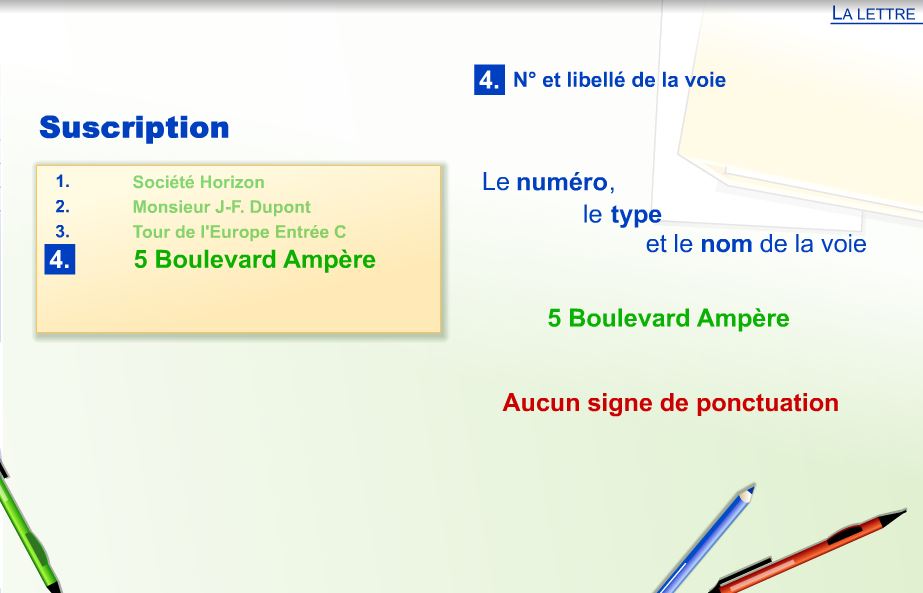 LA LETTRE
4. N° et libellé de la voie
Suscription
1. Société Horizon
2. Monsieur J-F. Dupont
3. Tour de l'Europe Entrée C
4. 5 Boulevard Ampère
Le numéro,
le type
et le nom de la voie
5 Boulevard Ampère
Aucun signe de ponctuation